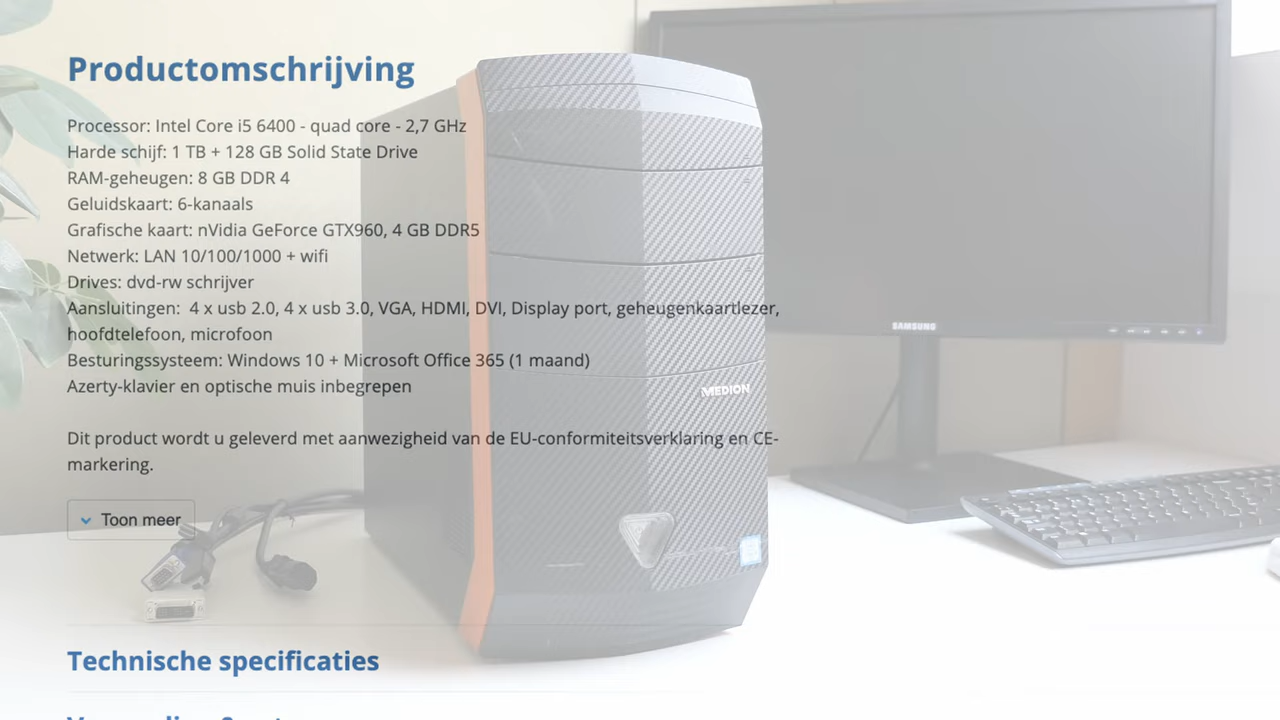 Productomschrijving
Processor: Intel Core i5 6400 - quad core - 2,7 GHz
Harde schijf: 1 TB + 128 GB Solid State Drive
RAM-geheugen: 8 GB DDR 4
Geluidskaart: 6-kanaals
Grafische kaart: nVidia GeForce GTX960, 4 GB DDR5
Netwerk: LAN 10/100/1000 + wifi
Drives: dvd-rw schrijver
Aansluitingen:  4 x usb 2.0, 4 x usb 3.0, VGA, HMDI, DVI, Display port, geheugenkaartlezer,
hoofdtelefoon, microfoon
Besturingssysteem: Windows 10 + Microsoft Office 365 (1 maand)
Azerty-klavier en optische muis inbegrepen
Dit product wordt u geleverd met aanwezigheid van de EU-conformiteitsverklaring en CE-
markering.
Toon meer
Technische specificaties
SAMSUNG
MEDION